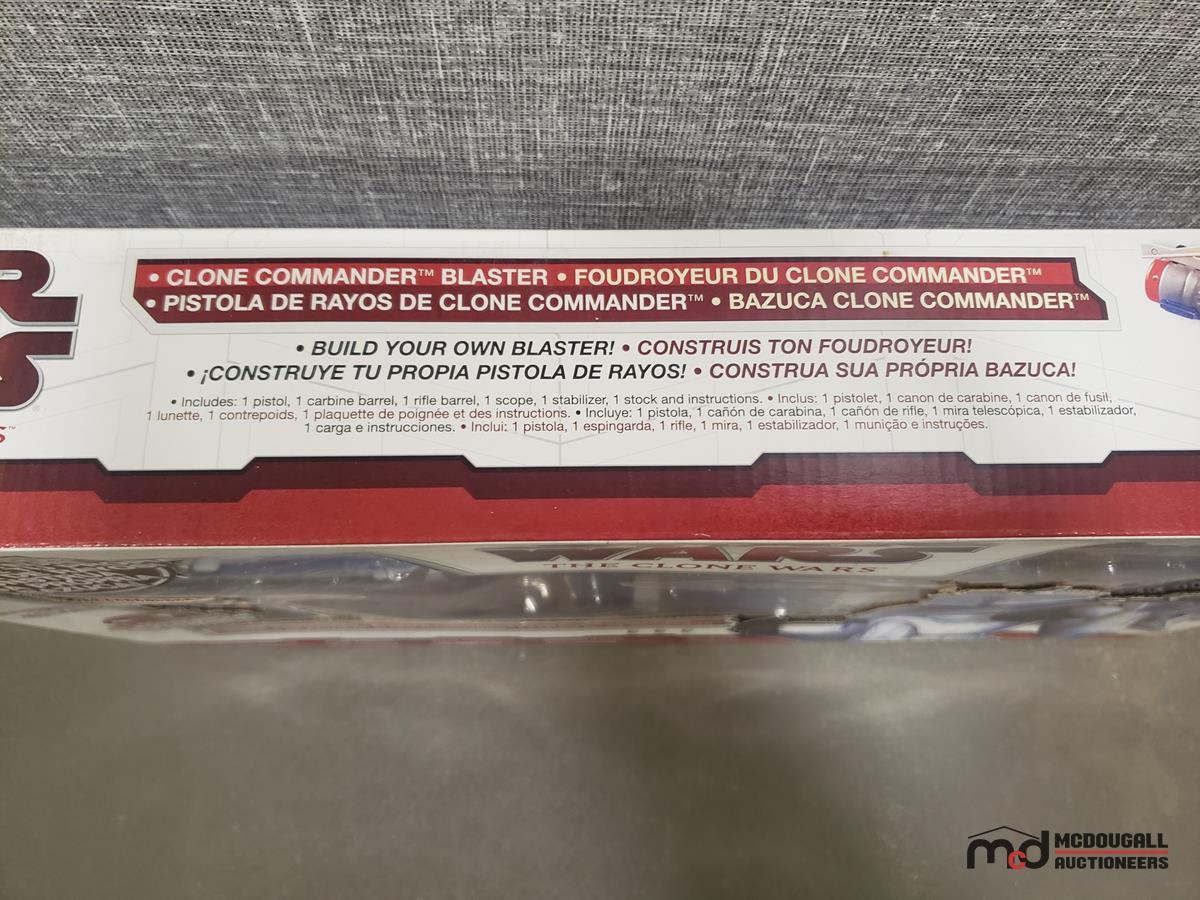 • CLONE COMMANDER™ BLASTER • FOUDROYEUR DU CLONE COMMANDER™
• PISTOLA DE RAYOS DE CLONE COMMANDER™ • BAZUCA CLONE COMMANDER™
• BUILD YOUR OWN BLASTER! • CONSTRUIS TON FOUDROYEUR!
• ¡CONSTRUYE TU PROPIA PISTOLA DE RAYOS! • CONSTRUA SUA PRÓPRIA BAZUCA!
• Includes: 1 pistol, 1 carbine barrel, 1 rifle barrel, 1 scope, 1 stabilizer, 1 stock and instructions. • Inclus: 1 pistolet, 1 canon de carabine, 1 canon de fusil,
1 lunette, 1 contrepoids, 1 plaquette de poignée et des instructions. • Incluye: 1 pistola, 1 cañón de carabina, 1 cañón de rifle, 1 mira telescópica, 1 estabilizador,
1 carga e instrucciones. • Inclui: 1 pistola, 1 espingarda, 1 rifle, 1 mira, 1 estabilizador, 1 munição e instruções.
WARS
THE CLONE WARS
mcd MCDOUGALL
AUCTIONEERS